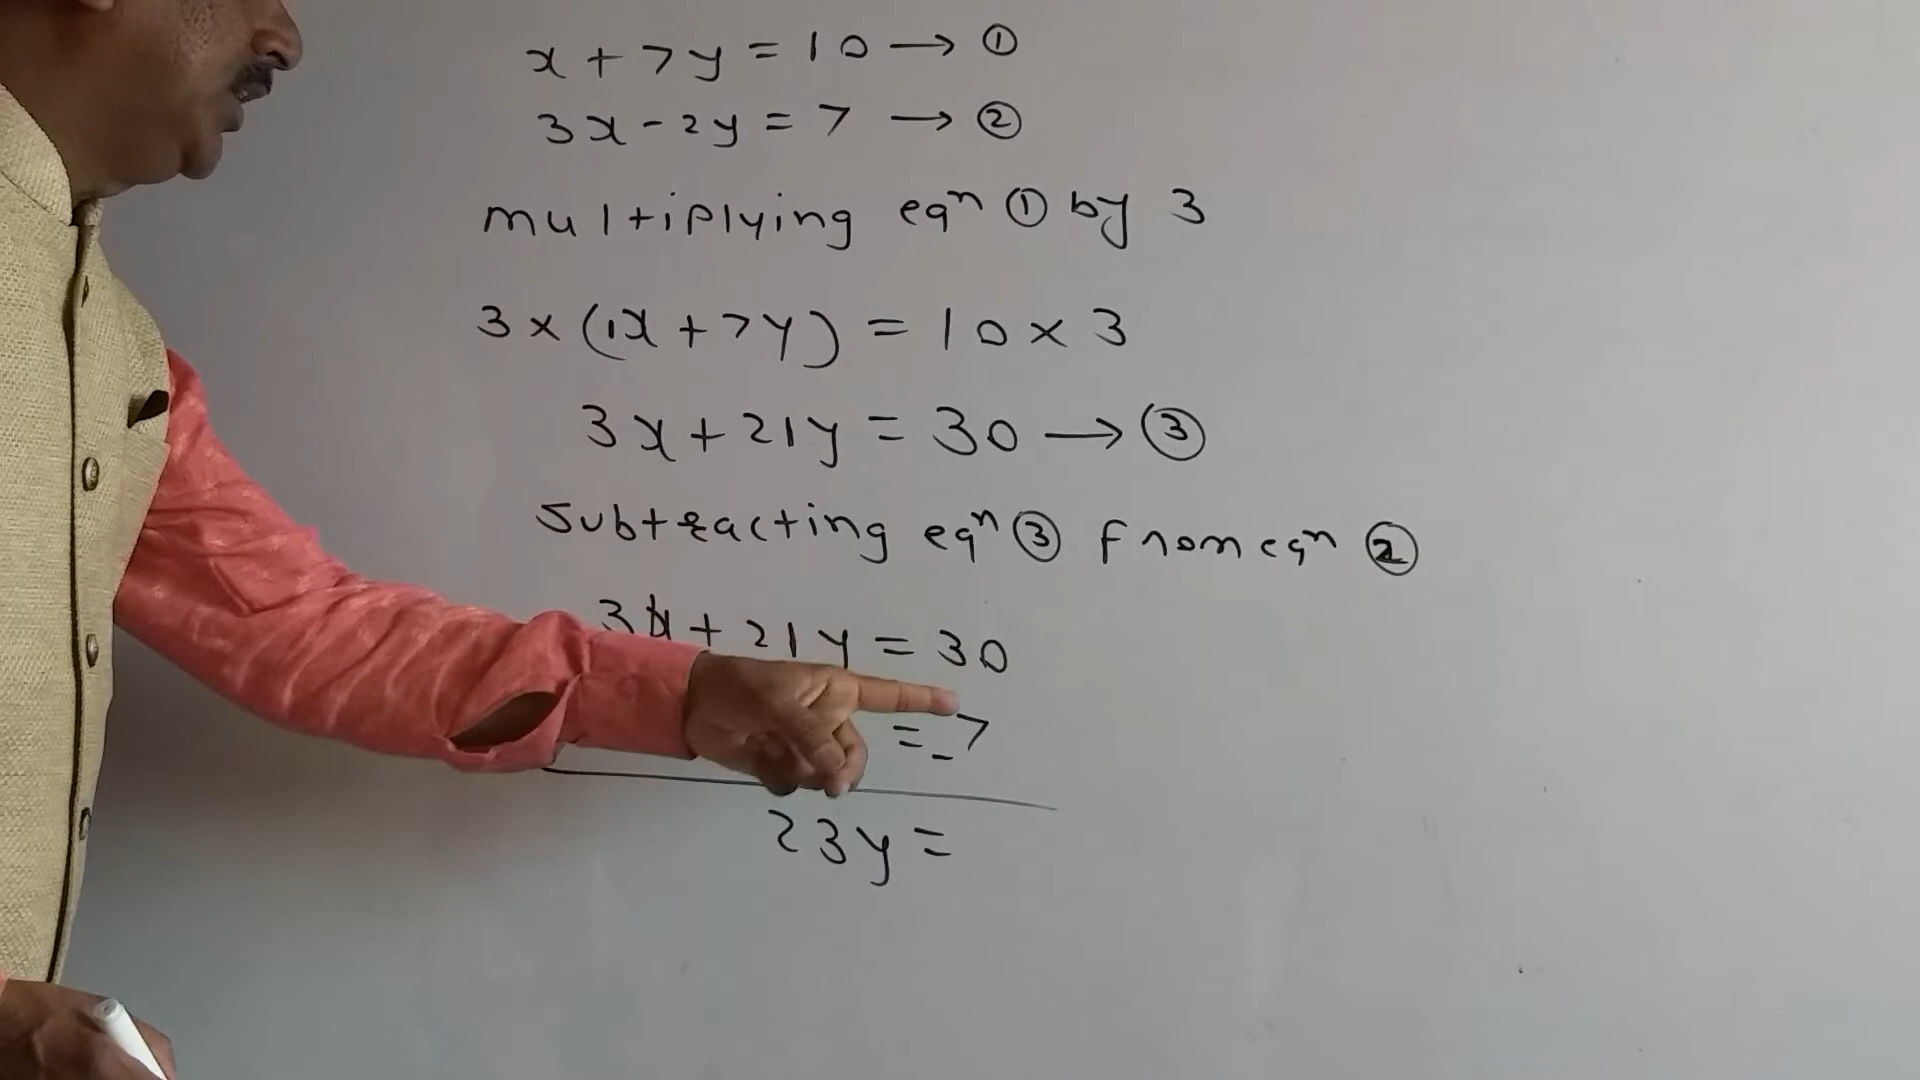 x + 7y = 10 → ①
3x - 2y = 7 → ②
multiplying eqⁿ ① by 3
3 × (1x + 7y) = 10 × 3
3x + 21y = 30 → ③
Subtracting eqⁿ ③ from eqⁿ ②
3x + 21y = 30
= -7
23y =